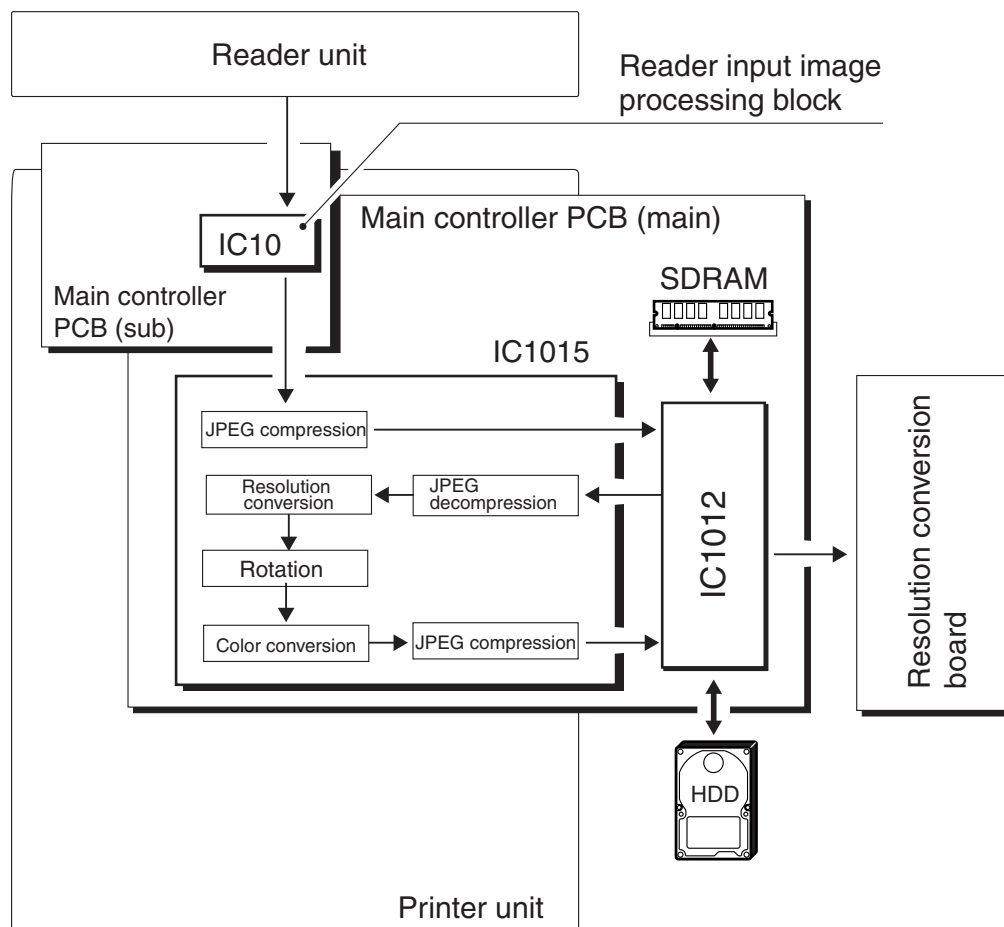 Reader unit
Reader input image
processing block
Main controller PCB (main)
IC10
Main controller
PCB (sub)
SDRAM
IC1015
JPEG compression
Resolution
conversion
JPEG
decompression
Rotation
Color conversion
JPEG compression
IC1012
Resolution conversion
board
HDD
Printer unit